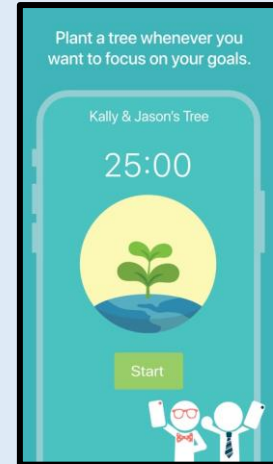 Plant a tree whenever you
want to focus on your goals.
Kally & Jason's Tree
25:00
Start